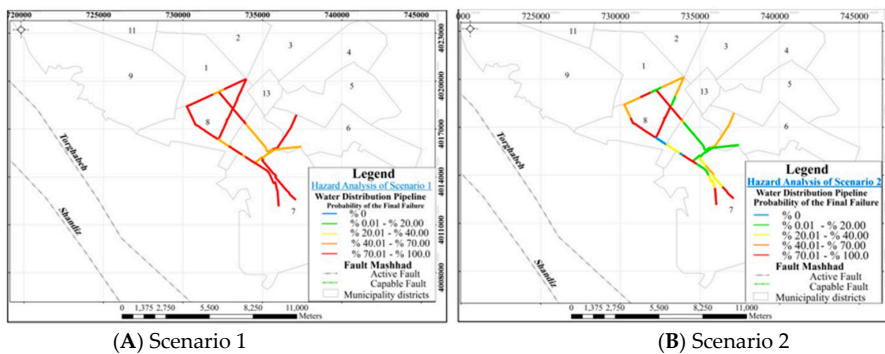 720000 725000 730000 735000 740000 745000
4023000
4020000
4017000
4014000
4011000
4008000
11
2
3
4
1
9
13
5
8
6
7
Torghabeh
Shandiz
Legend
Hazard Analysis of Scenario 1
Water Distribution Pipeline
Probability of the Final Failure
% 0
% 0.01 - % 20.00
% 20.01 - % 40.00
% 40.01 - % 70.00
% 70.01 - % 100.0
Fault Mashhad
Active Fault
Capable Fault
Municipality districts
0 1,375 2,750 5,500 8,250 11,000
Meters
(A) Scenario 1
000 725000 730000 735000 740000 745000
11
2
3
4
1
9
13
5
8
6
7
Torghabeh
Shandiz
Legend
Hazard Analysis of Scenario 2
Water Distribution Pipeline
Probability of the Final Failure
% 0
% 0.01 - % 20.00
% 20.01 - % 40.00
% 40.01- % 70.00
% 70.01 - % 100.0
Fault Mashhad
Active Fault
Capable Fault
Municipality districts
0 1,375 2,750 5,500 8,250 11,000
Meters
(B) Scenario 2